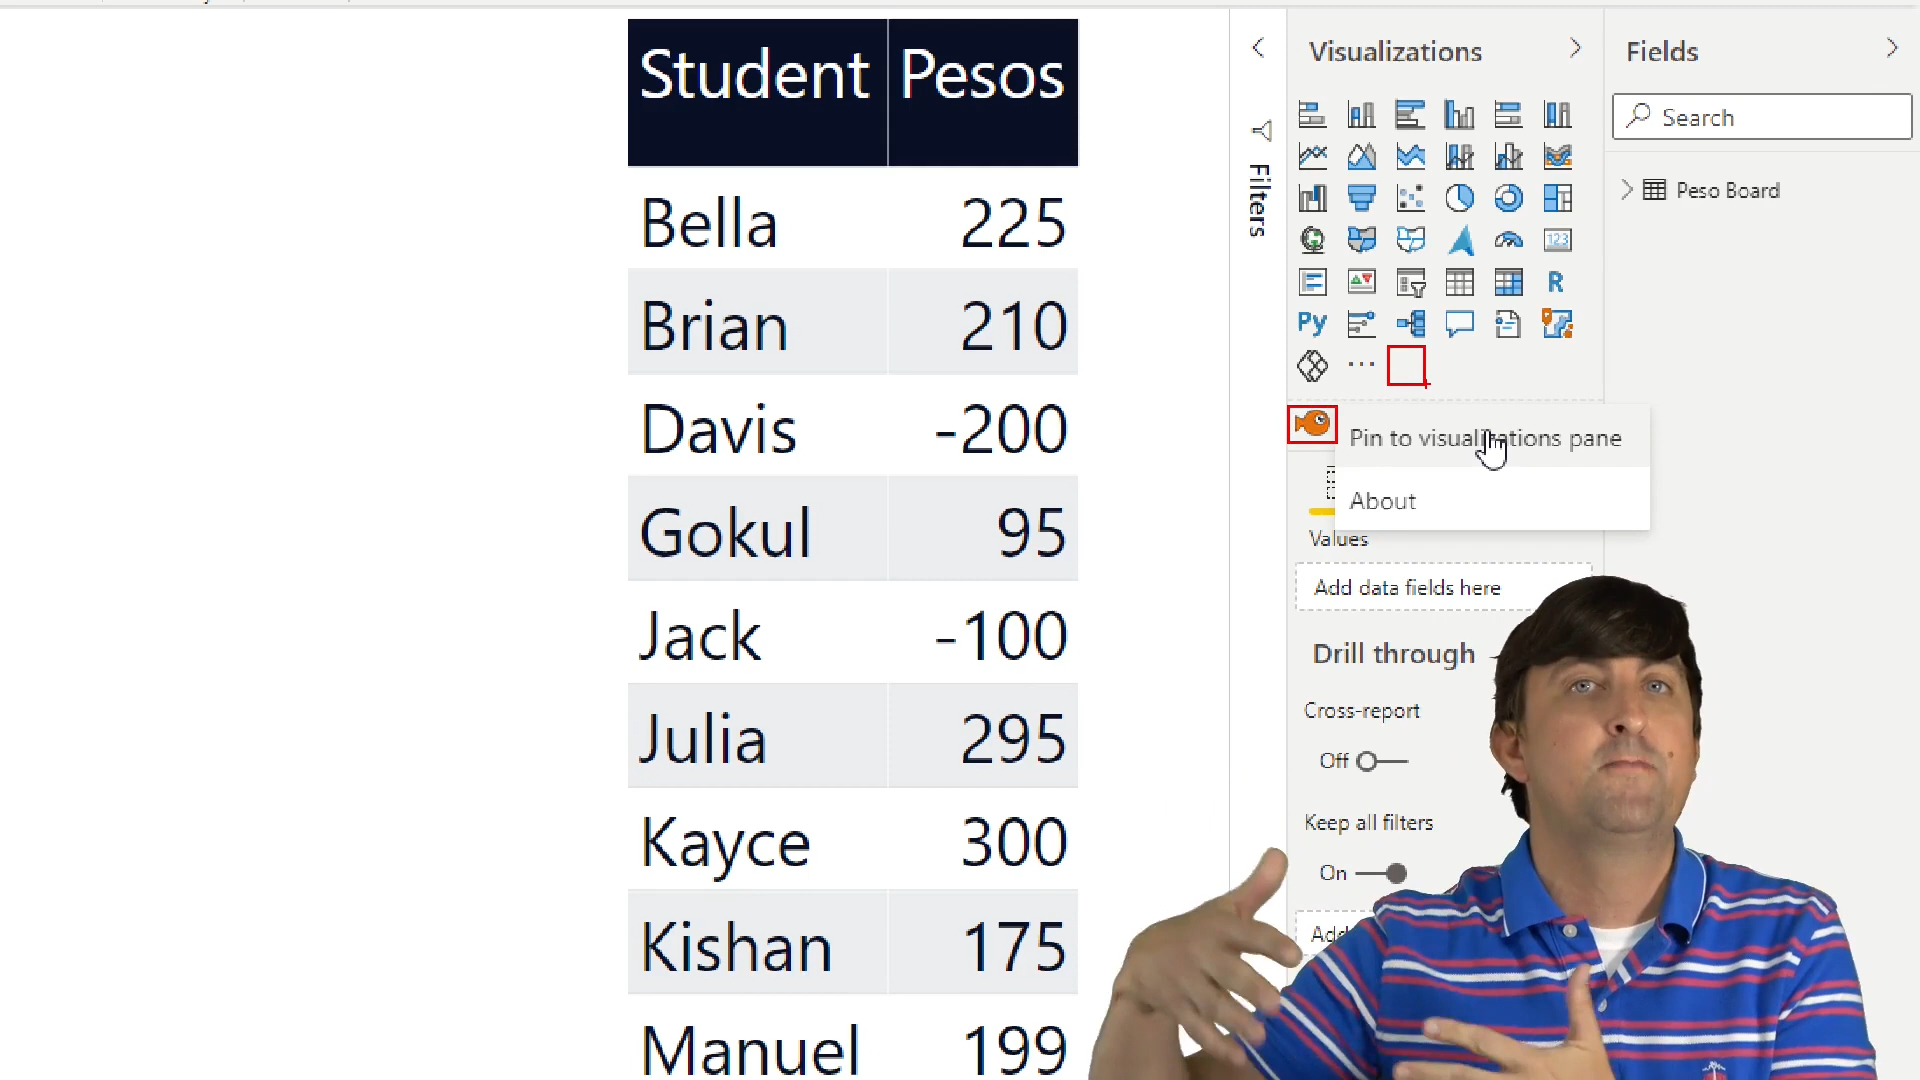 Student Pesos
Bella 225
Brian 210
Davis -200
Gokul 95
Jack -100
Julia 295
Kayce 300
Kishan 175
Manuel 199
Filters
Visualizations
123
R
Py
...
Pin to visualizations pane
About
Values
Add data fields here
Drill through
Cross-report
Off
Keep all filters
On
Fields
Search
Peso Board